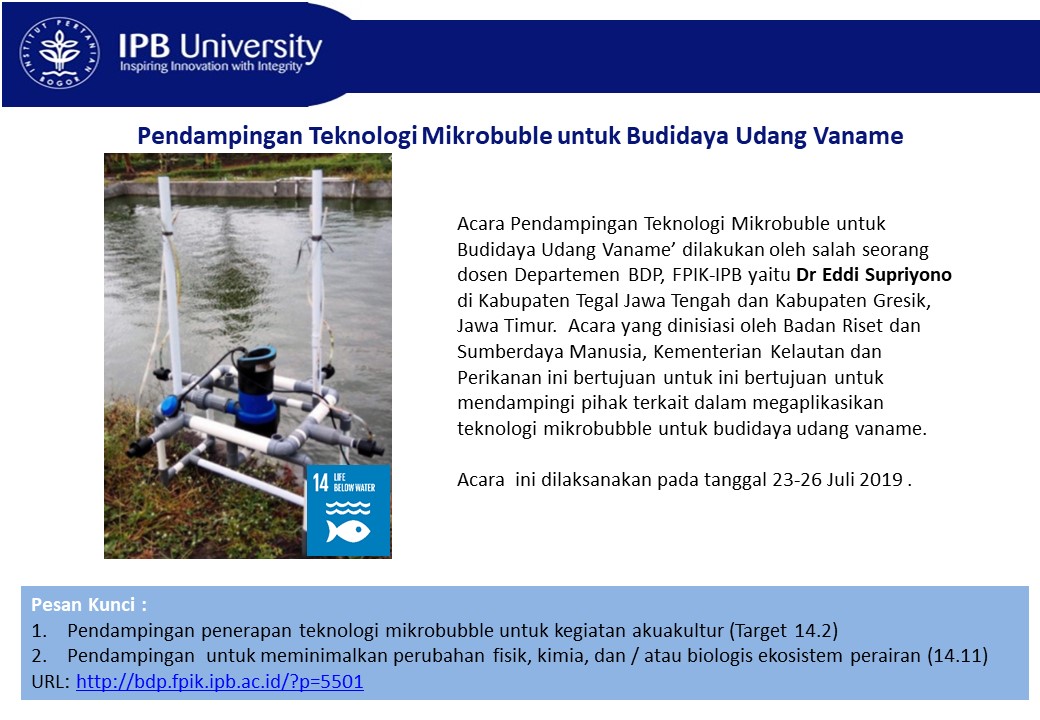 INSTITUT PERTANIAN BOGOR
IPB University
Inspiring Innovation with Integrity
Pendampingan Teknologi Mikrobuble untuk Budidaya Udang Vaname
Acara Pendampingan Teknologi Mikrobuble untuk
Budidaya Udang Vaname’ dilakukan oleh salah seorang
dosen Departemen BDP, FPIK-IPB yaitu Dr Eddi Supriyono
di Kabupaten Tegal Jawa Tengah dan Kabupaten Gresik,
Jawa Timur. Acara yang dinisiasi oleh Badan Riset dan
Sumberdaya Manusia, Kementerian Kelautan dan
Perikanan ini bertujuan untuk ini bertujuan untuk
mendampingi pihak terkait dalam megaplikasikan
teknologi mikrobubble untuk budidaya udang vaname.
Acara ini dilaksanakan pada tanggal 23-26 Juli 2019 .
14 LIFE
BELOW WATER
Pesan Kunci :
1. Pendampingan penerapan teknologi mikrobubble untuk kegiatan akuakultur (Target 14.2)
2. Pendampingan untuk meminimalkan perubahan fisik, kimia, dan / atau biologis ekosistem perairan (14.11)
URL: http://bdp.fpik.ipb.ac.id/?p=5501